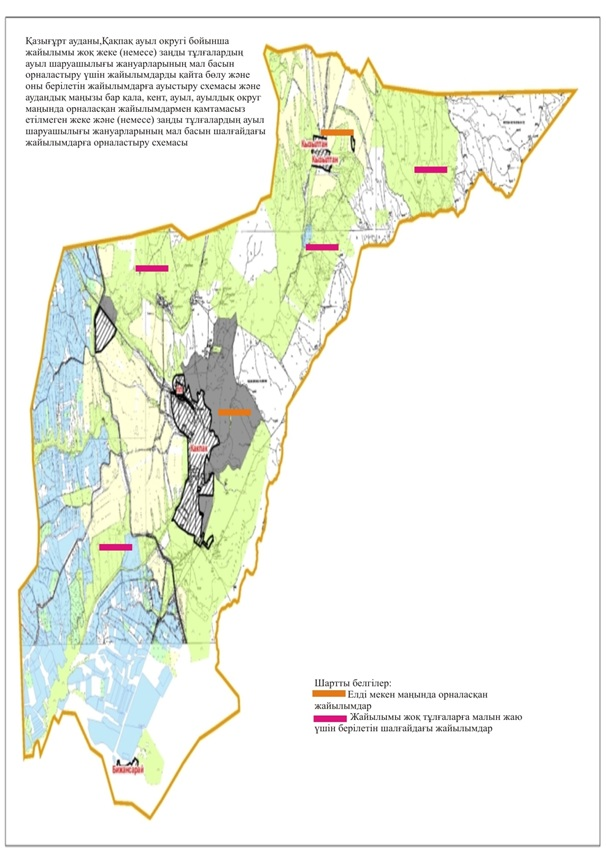 Қазығұрт ауданы,Қақпақ ауыл округі бойынша
жайылымы жоқ жеке (немесе) заңды тұлғалардың
ауыл шаруашылығы жануарларының мал басын
орналастыру үшін жайылымдарды қайта бөлу және
оны берілетін жайылымдарға ауыстыру схемасы және
аудандық маңызы бар қала, кент, ауыл, ауылдық округ
маңында орналасқан жайылымдармен қамтамасыз
етілмеген жеке және (немесе) заңды тұлғалардың ауыл
шаруашылығы жануарларының мал басын шалғайдағы
жайылымдарға орналастыру схемасы
Кызылтан
Кызылтан
Какпак
Бижансарай
Шартты белгілер:
Елді мекен маңында орналасқан
жайылымдар
Жайылымы жоқ тұлғаларға малын жаю
үшін берілетін шалғайдағы жайылымдар